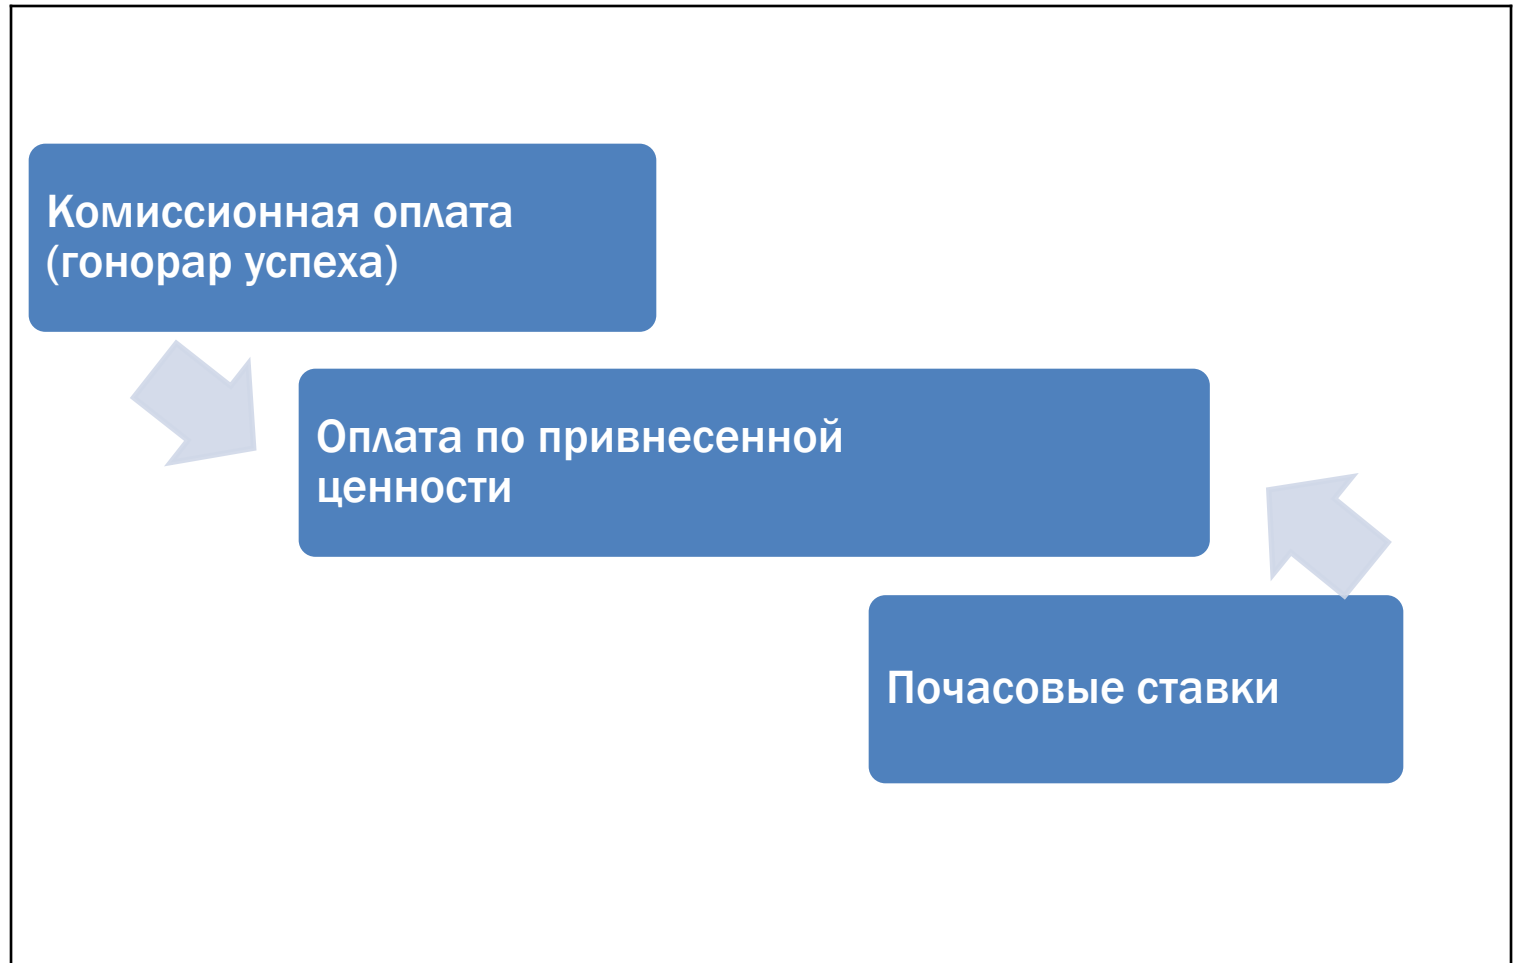 Комиссионная оплата
(гонорар успеха)
Оплата по привнесенной
ценности
Почасовые ставки